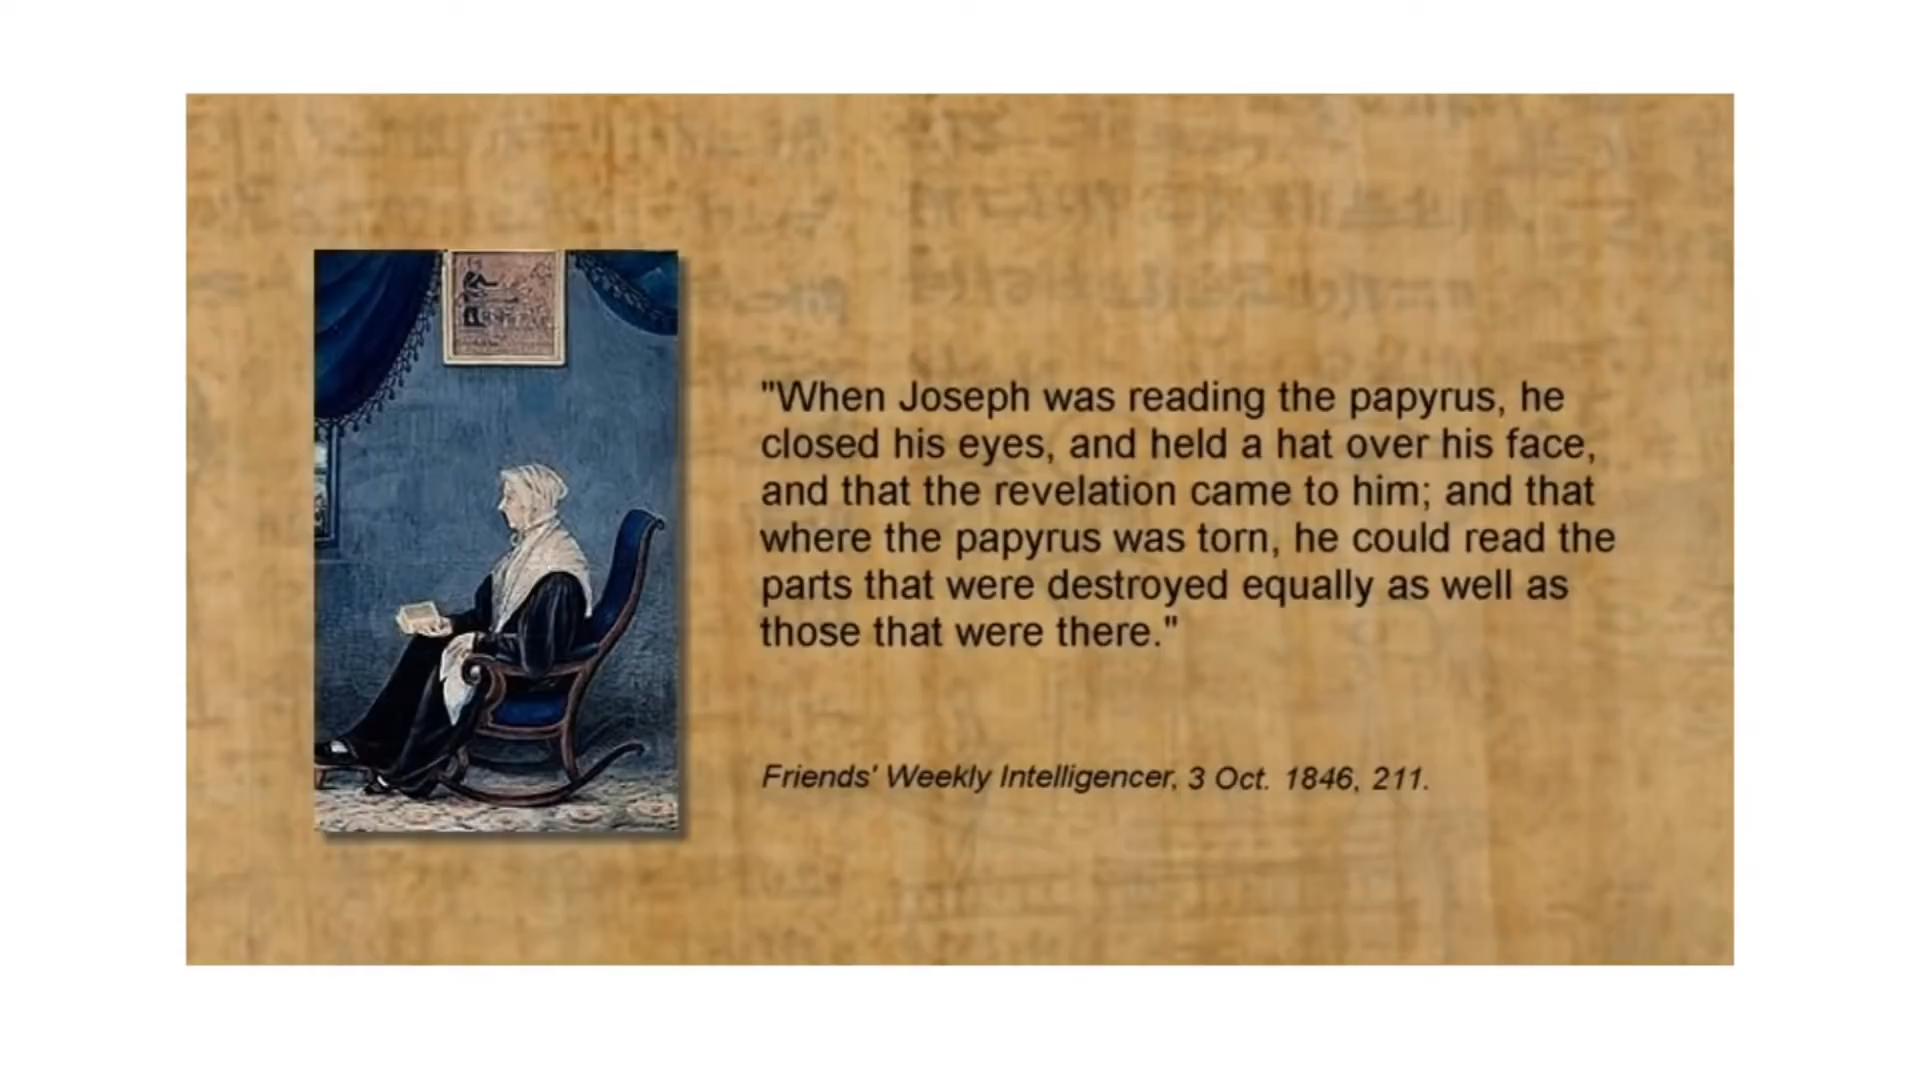 "When Joseph was reading the papyrus, he
closed his eyes, and held a hat over his face,
and that the revelation came to him; and that
where the papyrus was torn, he could read the
parts that were destroyed equally as well as
those that were there."
Friends' Weekly Intelligencer, 3 Oct. 1846, 211.